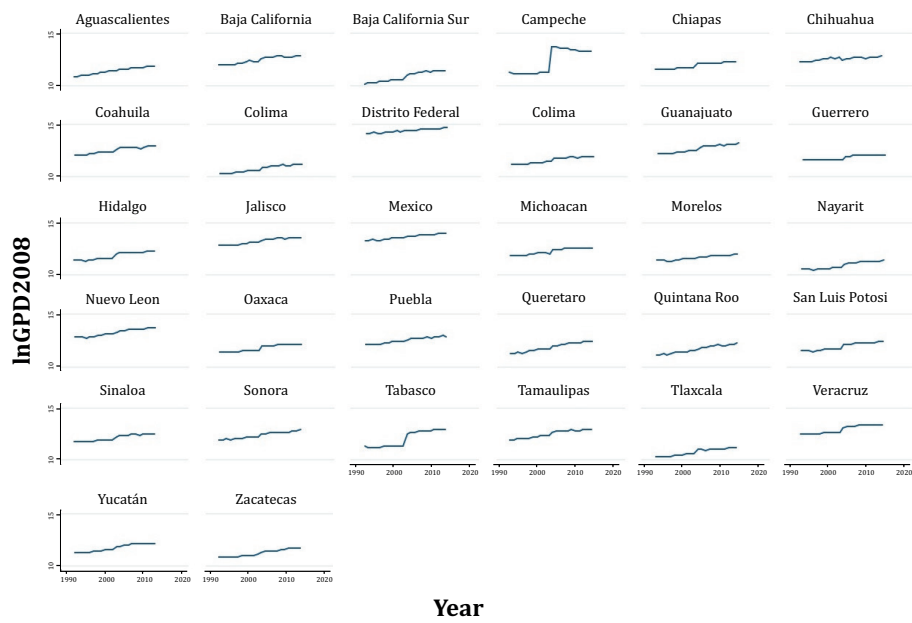 Aguascalientes Baja California Baja California Sur Campeche Chiapas Chihuahua
15
10
Coahuila Colima Distrito Federal Colima Guanajuato Guerrero
15
10
Hidalgo Jalisco Mexico Michoacan Morelos Nayarit
15
10
lnGPD2008
Nuevo Leon Oaxaca Puebla Queretaro Quintana Roo San Luis Potosi
15
10
Sinaloa Sonora Tabasco Tamaulipas Tlaxcala Veracruz
15
10
1990 2000 2010 2020 1990 2000 2010 2020 1990 2000 2010 2020 1990 2000 2010 2020
Yucatán Zacatecas
15
10
1990 2000 2010 2020 1990 2000 2010 2020
Year